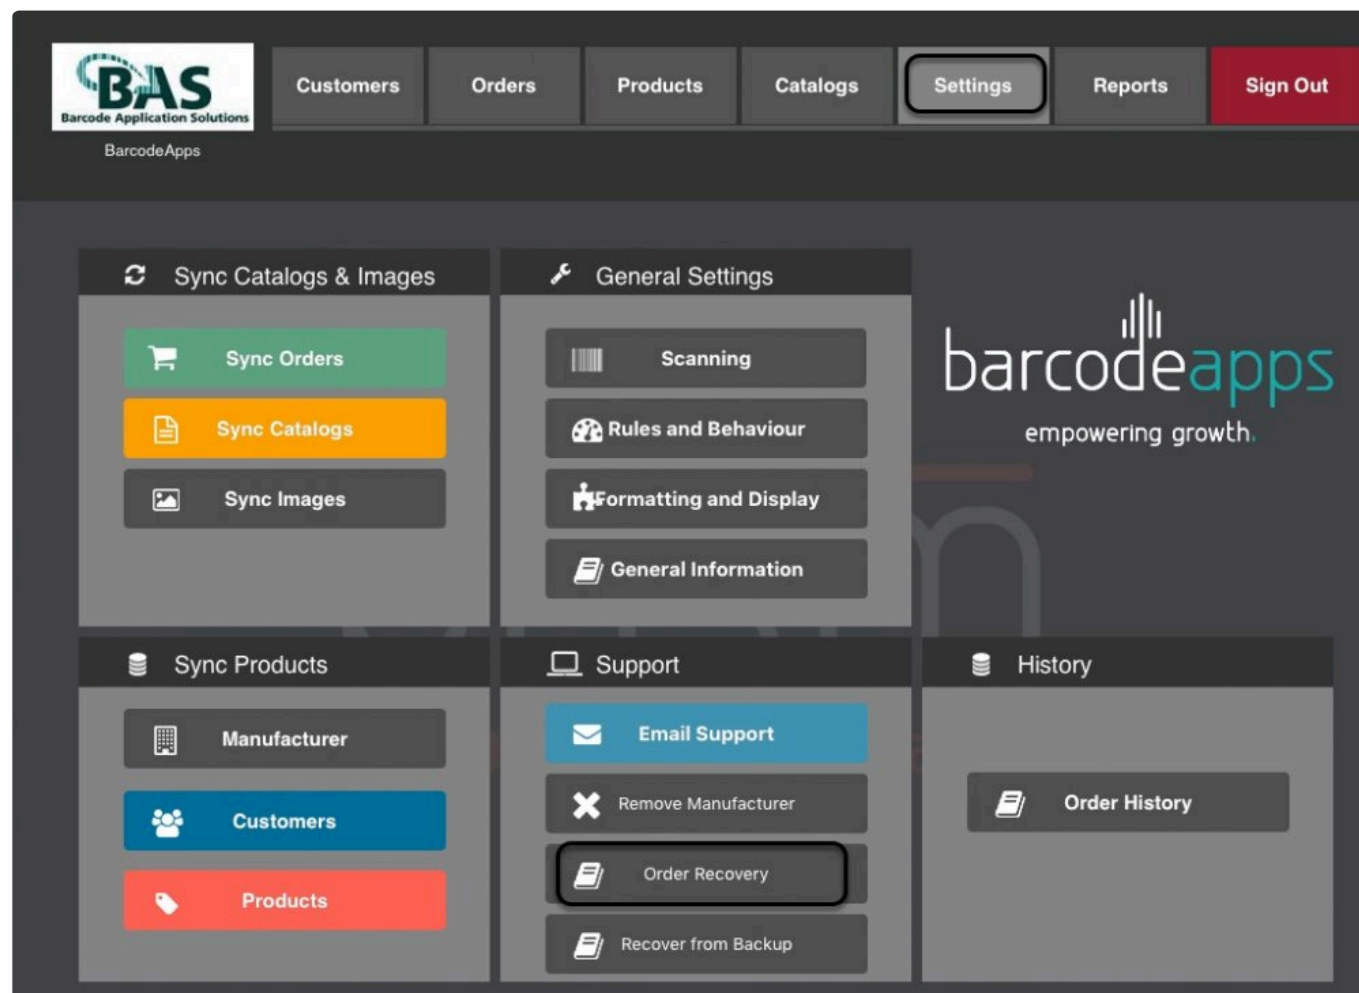 BAS
Barcode Application Solutions
BarcodeApps
Customers
Orders
Products
Catalogs
Settings
Reports
Sign Out
Sync Catalogs & Images
Sync Orders
Sync Catalogs
Sync Images
General Settings
Scanning
Rules and Behaviour
Formatting and Display
General Information
barcodeapps
empowering growth.
Sync Products
Manufacturer
Customers
Products
Support
Email Support
Remove Manufacturer
Order Recovery
Recover from Backup
History
Order History